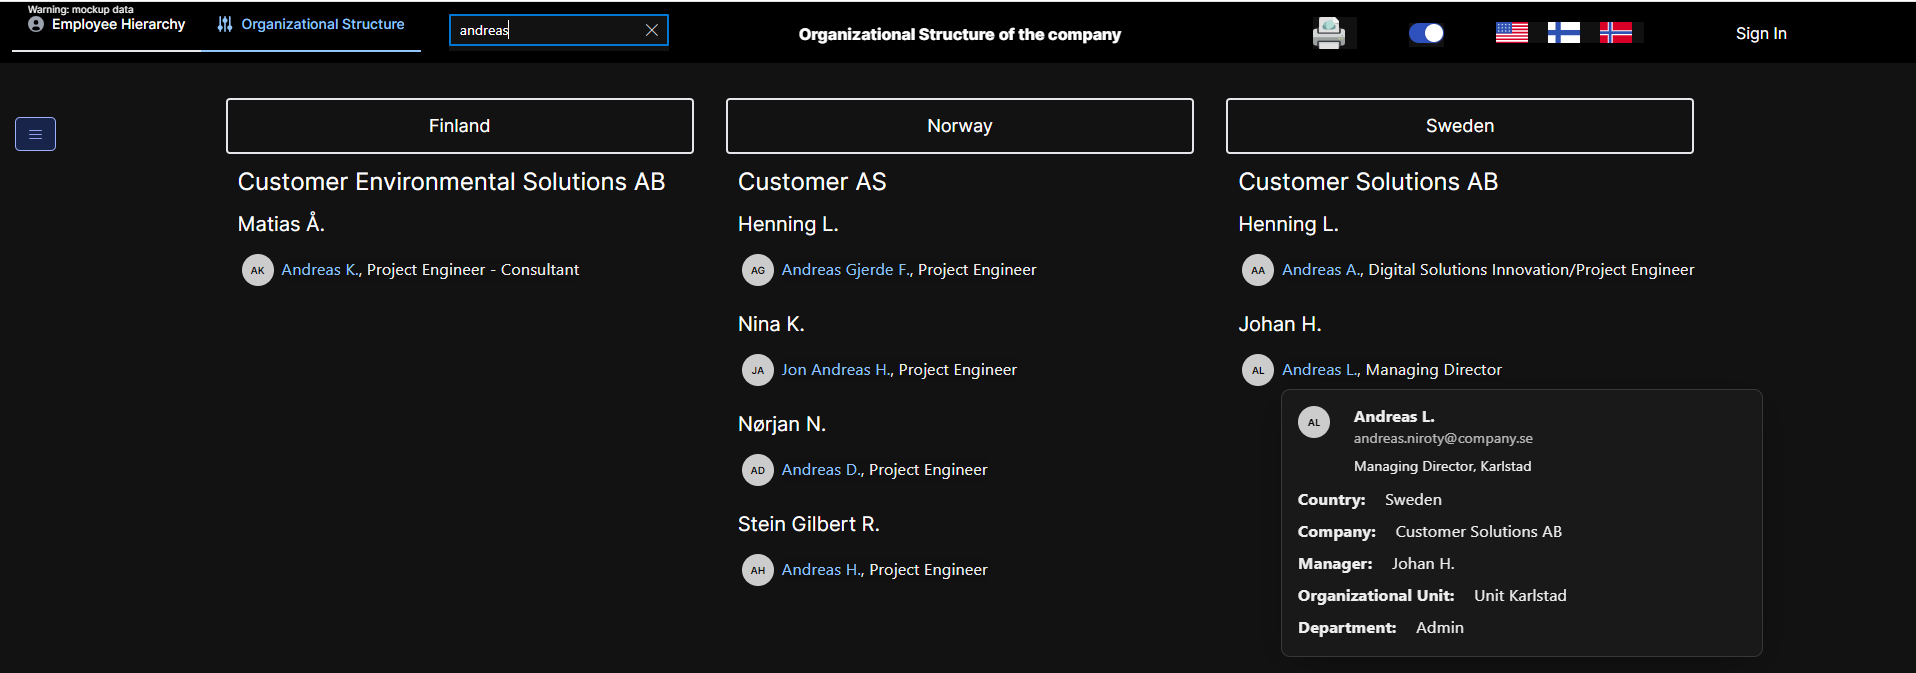 Warning: mockup data
Employee Hierarchy
Organizational Structure
andreas
Organizational Structure of the company
Sign In
Finland
Customer Environmental Solutions AB
Matias Å.
AK Andreas K., Project Engineer - Consultant
Norway
Customer AS
Henning L.
AG Andreas Gjerde F., Project Engineer
Nina K.
JA Jon Andreas H., Project Engineer
Nørjan N.
AD Andreas D., Project Engineer
Stein Gilbert R.
AH Andreas H., Project Engineer
Sweden
Customer Solutions AB
Henning L.
AA Andreas A., Digital Solutions Innovation/Project Engineer
Johan H.
AL Andreas L., Managing Director
AL
Andreas L.
andreas.niroty@company.se
Managing Director, Karlstad
Country: Sweden
Company: Customer Solutions AB
Manager: Johan H.
Organizational Unit: Unit Karlstad
Department: Admin